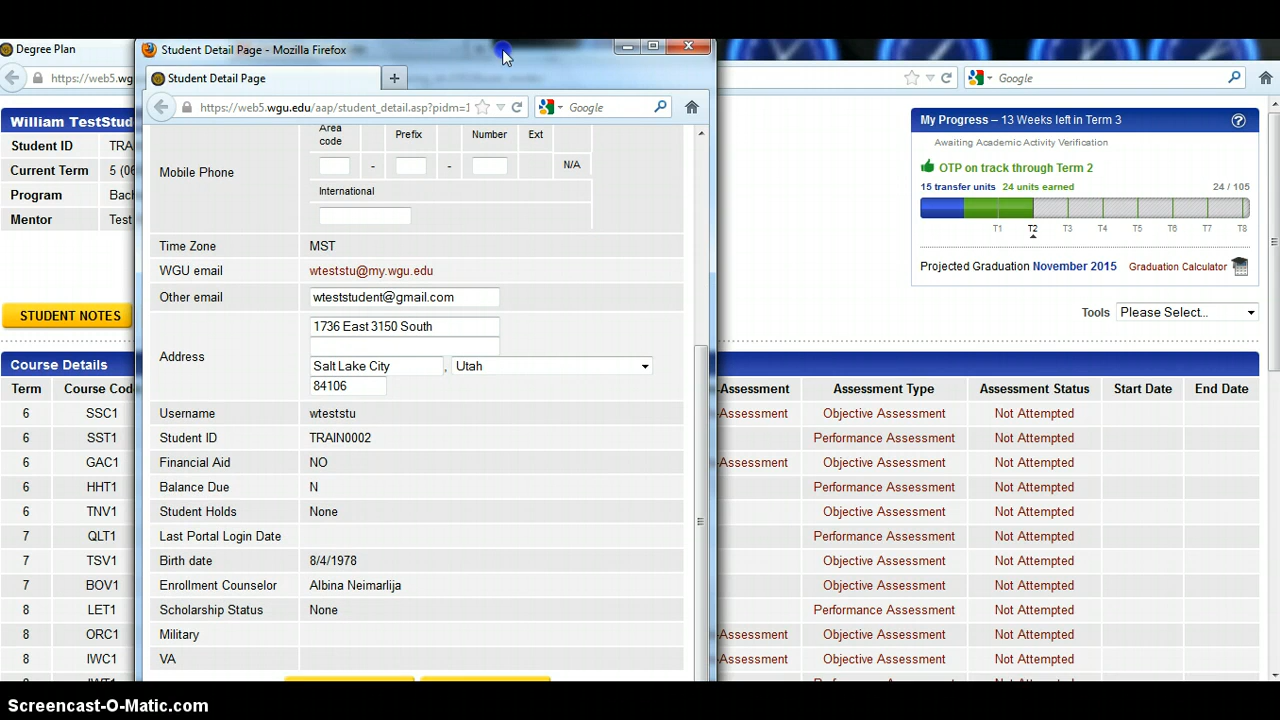 Degree Plan
https://web5.wg
William TestStud
Student ID TRA
Current Term 5 (06
Program Back
Mentor Test
STUDENT NOTES
Student Detail Page - Mozilla Firefox
Student Detail Page
https://web5.wgu.edu/aap/student_detail.asp?pidm=1
Google
Area code Prefix Number Ext
Mobile Phone - - N/A
International
Time Zone MST
WGU email wteststu@my.wgu.edu
Other email wteststudent@gmail.com
Address 1736 East 3150 South
Salt Lake City , Utah
84106
Username wteststu
Student ID TRAIN0002
Financial Aid NO
Balance Due N
Student Holds None
Last Portal Login Date
Birth date 8/4/1978
Enrollment Counselor Albina Neimarlija
Scholarship Status None
Military
VA
Google
My Progress – 13 Weeks left in Term 3
Awaiting Academic Activity Verification
OTP on track through Term 2
15 transfer units 24 units earned 24 / 105
T1 T2 T3 T4 T5 T6 T7 T8
Projected Graduation November 2015 Graduation Calculator
Tools Please Select...
Course Details
Term Course Cod -Assessment Assessment Type Assessment Status Start Date End Date
6 SSC1 -Assessment Objective Assessment Not Attempted
6 SST1 Performance Assessment Not Attempted
6 GAC1 -Assessment Objective Assessment Not Attempted
6 HHT1 Performance Assessment Not Attempted
6 TNV1 Objective Assessment Not Attempted
7 QLT1 Performance Assessment Not Attempted
7 TSV1 Objective Assessment Not Attempted
7 BOV1 Objective Assessment Not Attempted
8 LET1 Performance Assessment Not Attempted
8 ORC1 -Assessment Objective Assessment Not Attempted
8 IWC1 -Assessment Objective Assessment Not Attempted
Screencast-O-Matic.com